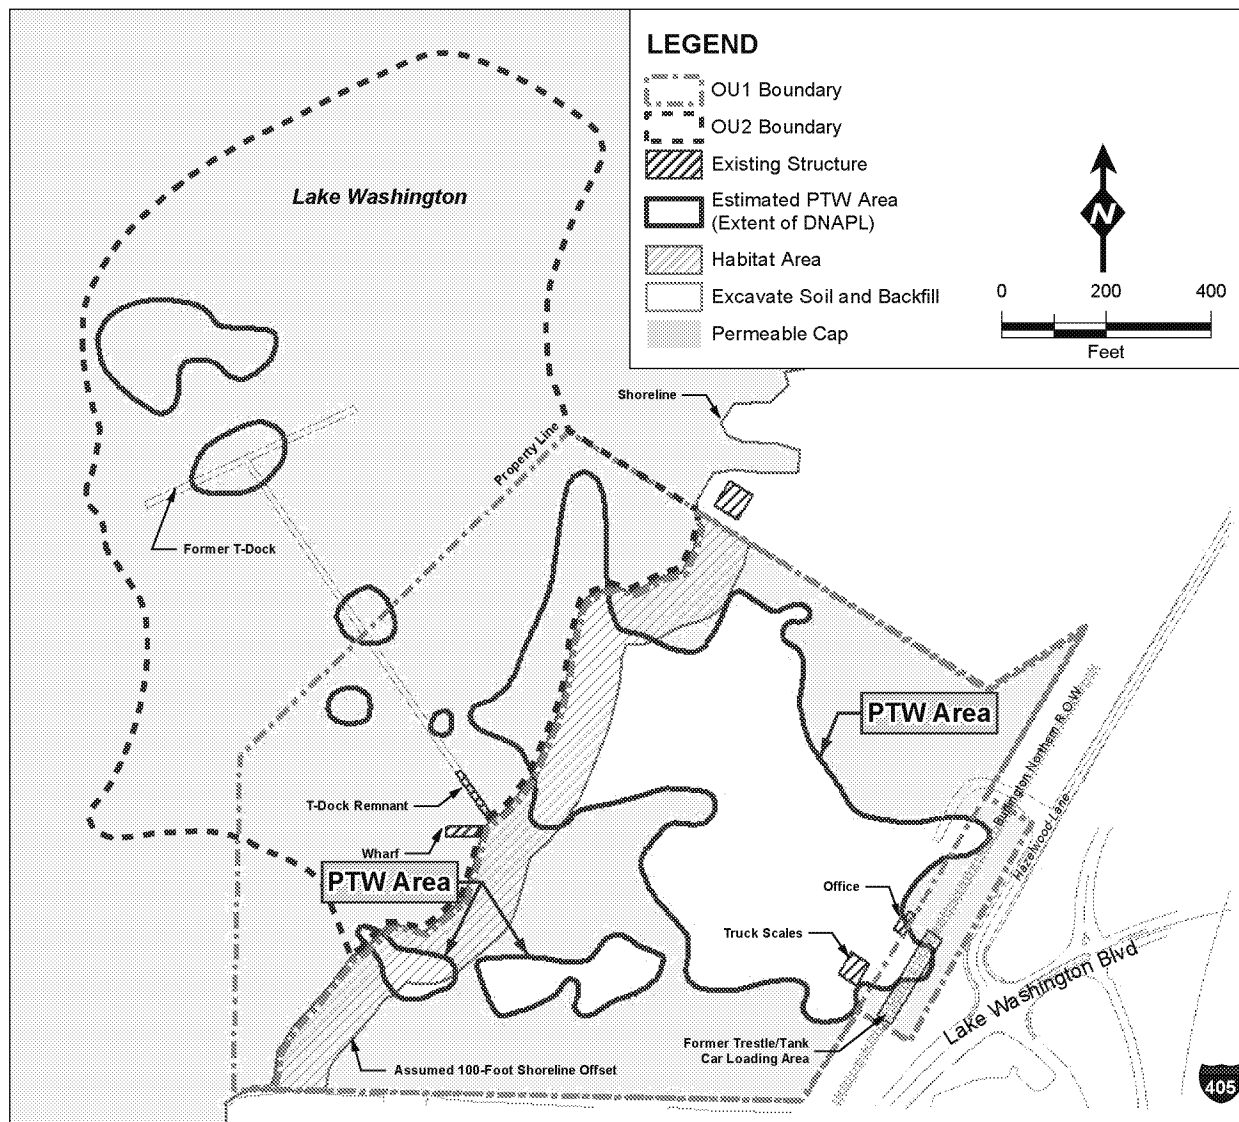 LEGEND
OU1 Boundary
OU2 Boundary
Existing Structure
Estimated PTW Area
(Extent of DNAPL)
Habitat Area
Excavate Soil and Backfill
Permeable Cap
N
0 200 400
Feet
Lake Washington
Shoreline
Property Line
Former T-Dock
PTW Area
Burlington Northern R.O.W
Hazelwood Lane
T-Dock Remnant
Wharf
PTW Area
Office
Truck Scales
Lake Washington Blvd
Former Trestle/Tank
Car Loading Area
Assumed 100-Foot Shoreline Offset
405